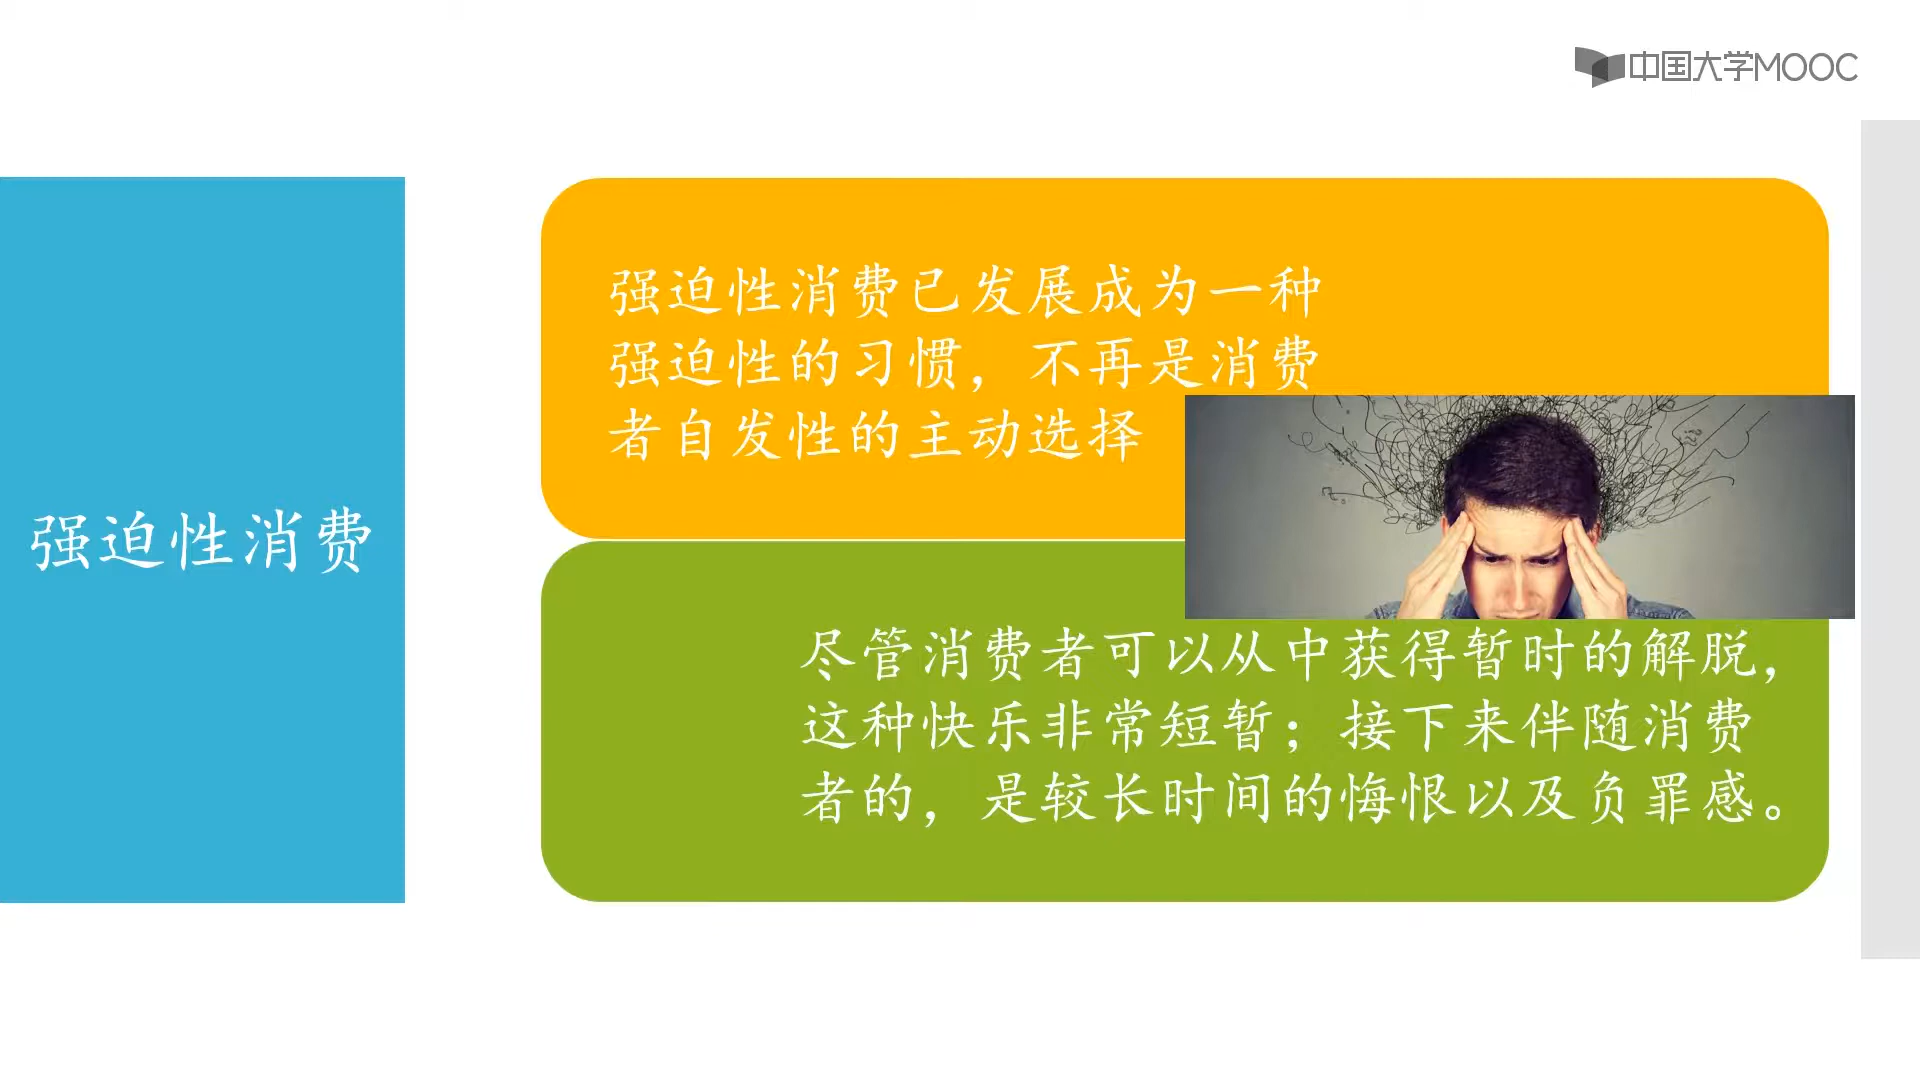 中国大学MOOC
强迫性消费
强迫性消费已发展成为一种
强迫性的习惯，不再是消费
者自发性的主动选择
尽管消费者可以从中获得暂时的解脱，
这种快乐非常短暂；接下来伴随消费
者的，是较长时间的悔恨以及负罪感。